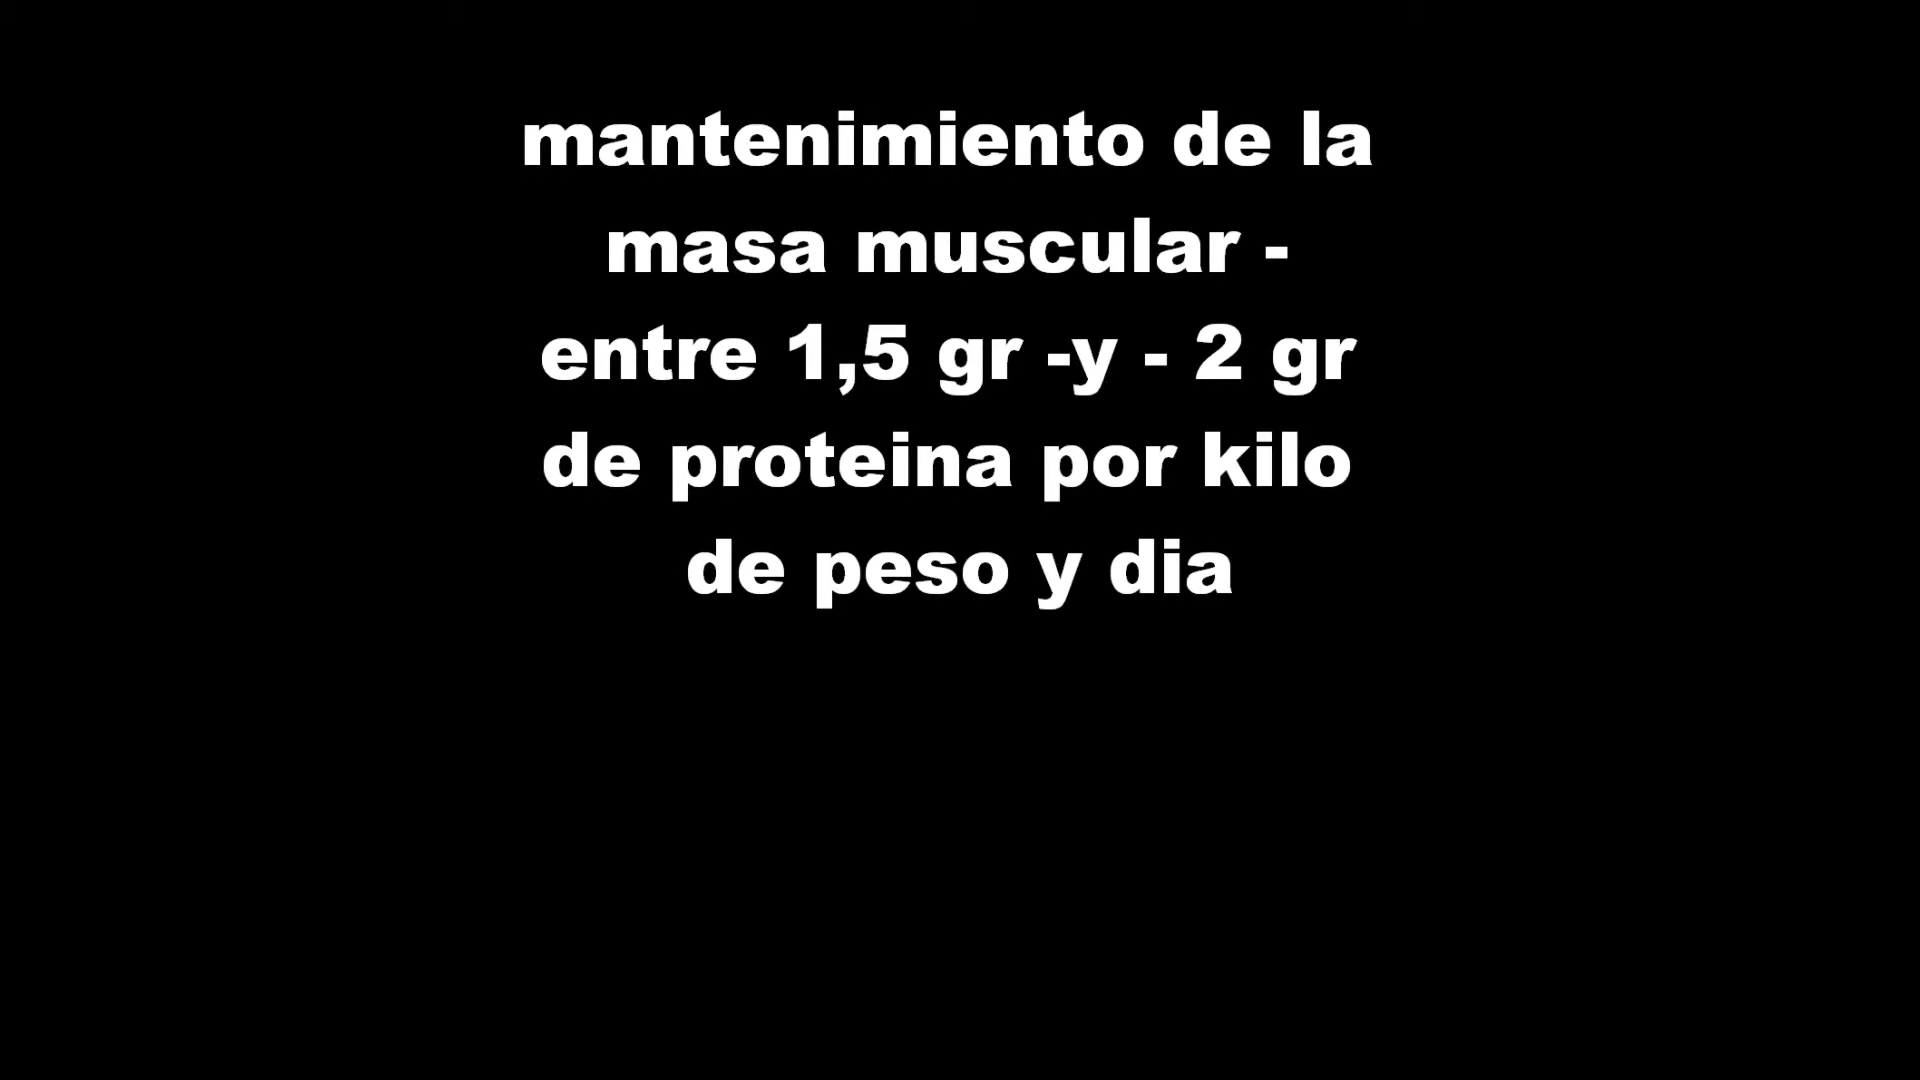 mantenimiento de la
masa muscular -
entre 1,5 gr -y - 2 gr
de proteina por kilo
de peso y dia